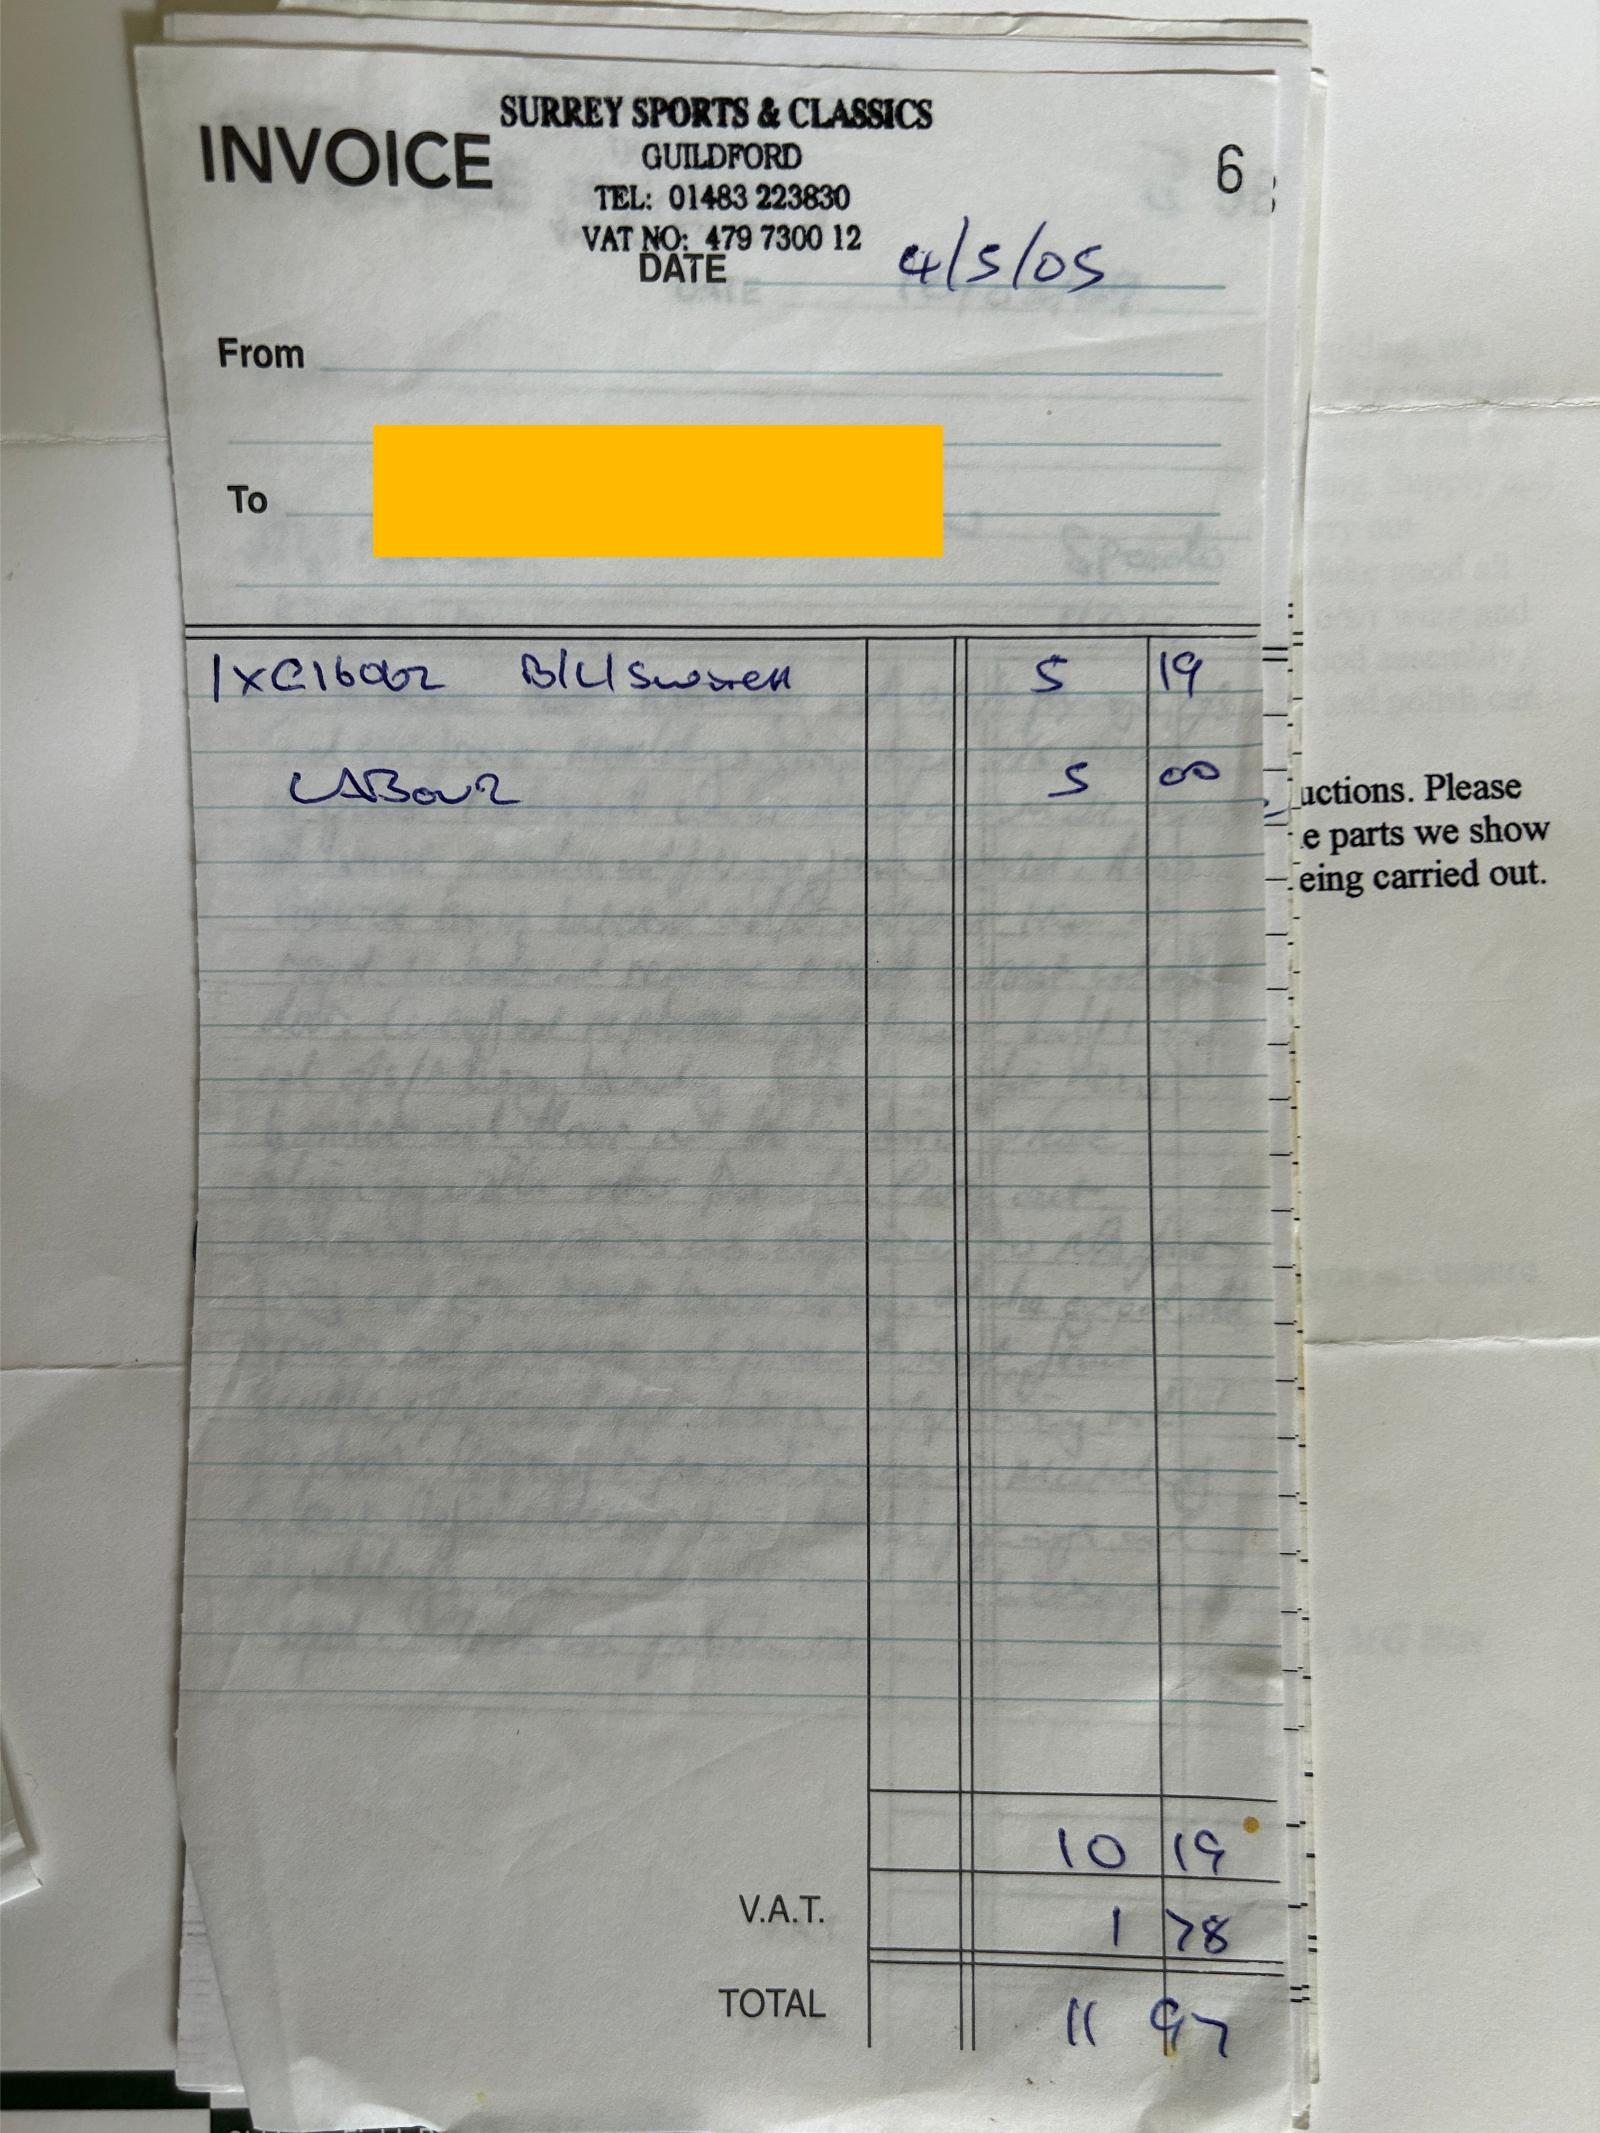 SURREY SPORTS & CLASSICS
INVOICE
GUILDFORD
6
TEL: 01483 223830
VAT NO: 479 7300 12
DATE 4/5/05
From
To
B/L/Switch 5 19
LABour 5 00
uctions. Please
e parts we show
eing carried out.
10 19
V.A.T. 1 78
TOTAL 11 97